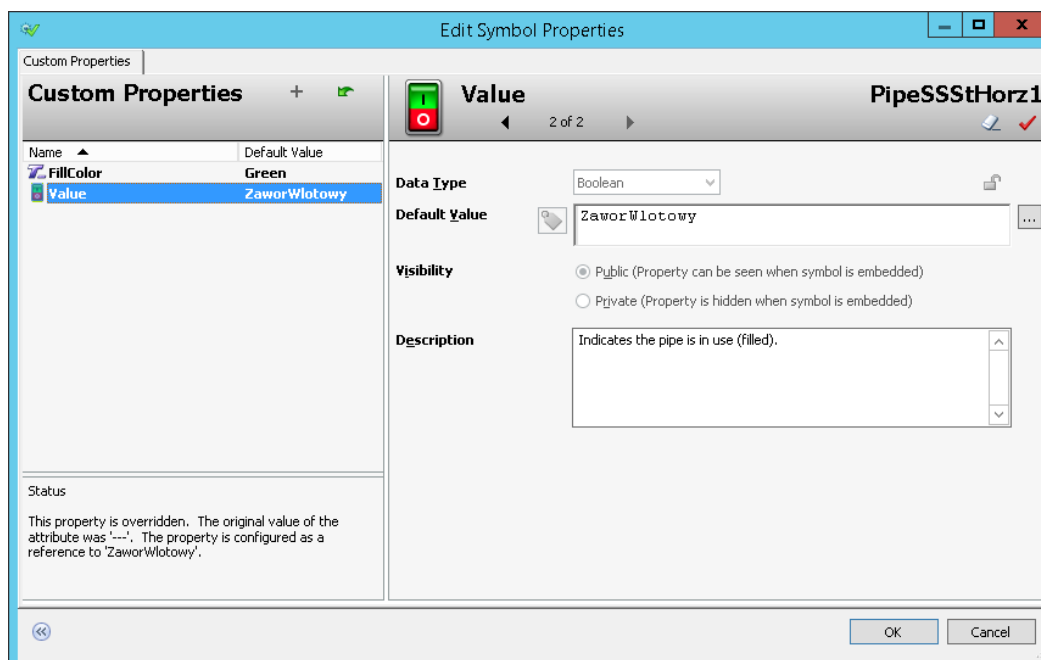 Edit Symbol Properties
Custom Properties
Custom Properties
Name Default Value
FillColor Green
Value ZaworWlotowy
Status
This property is overridden. The original value of the
attribute was '---'. The property is configured as a
reference to 'ZaworWlotowy'.
Value PipeSSStHorz1
2 of 2
Data Type Boolean
Default Value ZaworWlotowy ...
Visibility Public (Property can be seen when symbol is embedded)
Private (Property is hidden when symbol is embedded)
Description Indicates the pipe is in use (filled).
OK Cancel